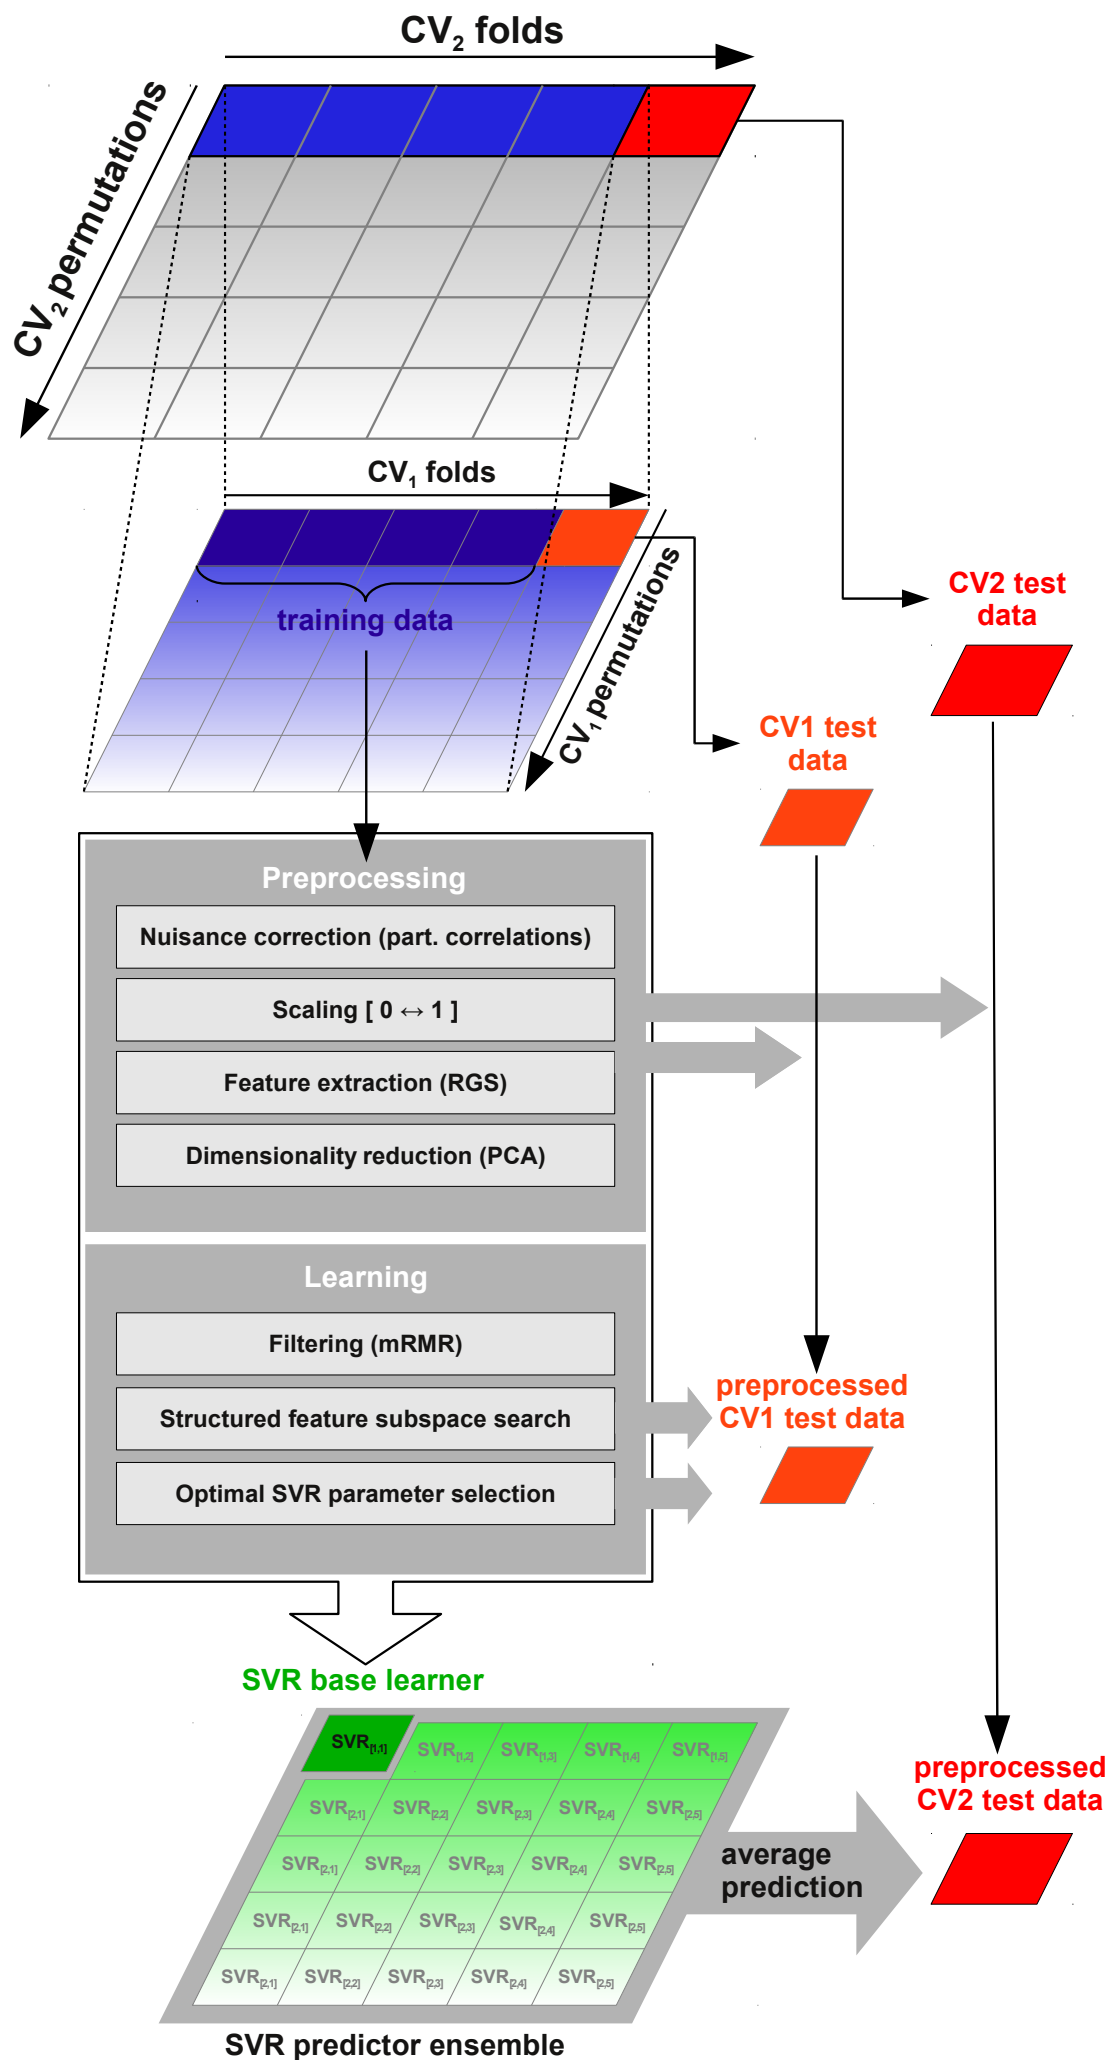 CV2 folds
CV2 permutations
CV1 folds
training data
CV1 permutations
CV2 test
data
CV1 test
data
Preprocessing
Nuisance correction (part. correlations)
Scaling [ 0 ↔ 1 ]
Feature extraction (RGS)
Dimensionality reduction (PCA)
Learning
Filtering (mRMR)
Structured feature subspace search
Optimal SVR parameter selection
preprocessed
CV1 test data
SVR base learner
SVR[1,1] SVR[1,2] SVR[1,3] SVR[1,4] SVR[1,5]
SVR[2,1] SVR[2,2] SVR[2,3] SVR[2,4] SVR[2,5]
SVR[2,1] SVR[2,2] SVR[2,3] SVR[2,4] SVR[2,5]
SVR[2,1] SVR[2,2] SVR[2,3] SVR[2,4] SVR[2,5]
SVR[2,1] SVR[2,2] SVR[2,3] SVR[2,4] SVR[2,5]
average
prediction
preprocessed
CV2 test data
SVR predictor ensemble